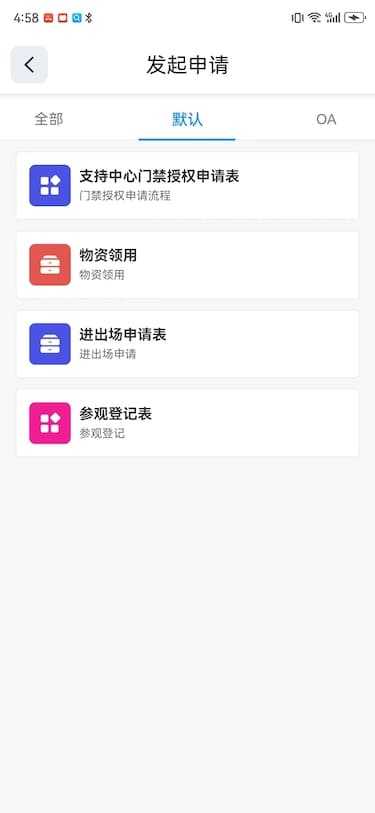 4:58
发起申请
全部
默认
OA
支持中心门禁授权申请表
门禁授权申请流程
物资领用
物资领用
进出场申请表
进出场申请
参观登记表
参观登记